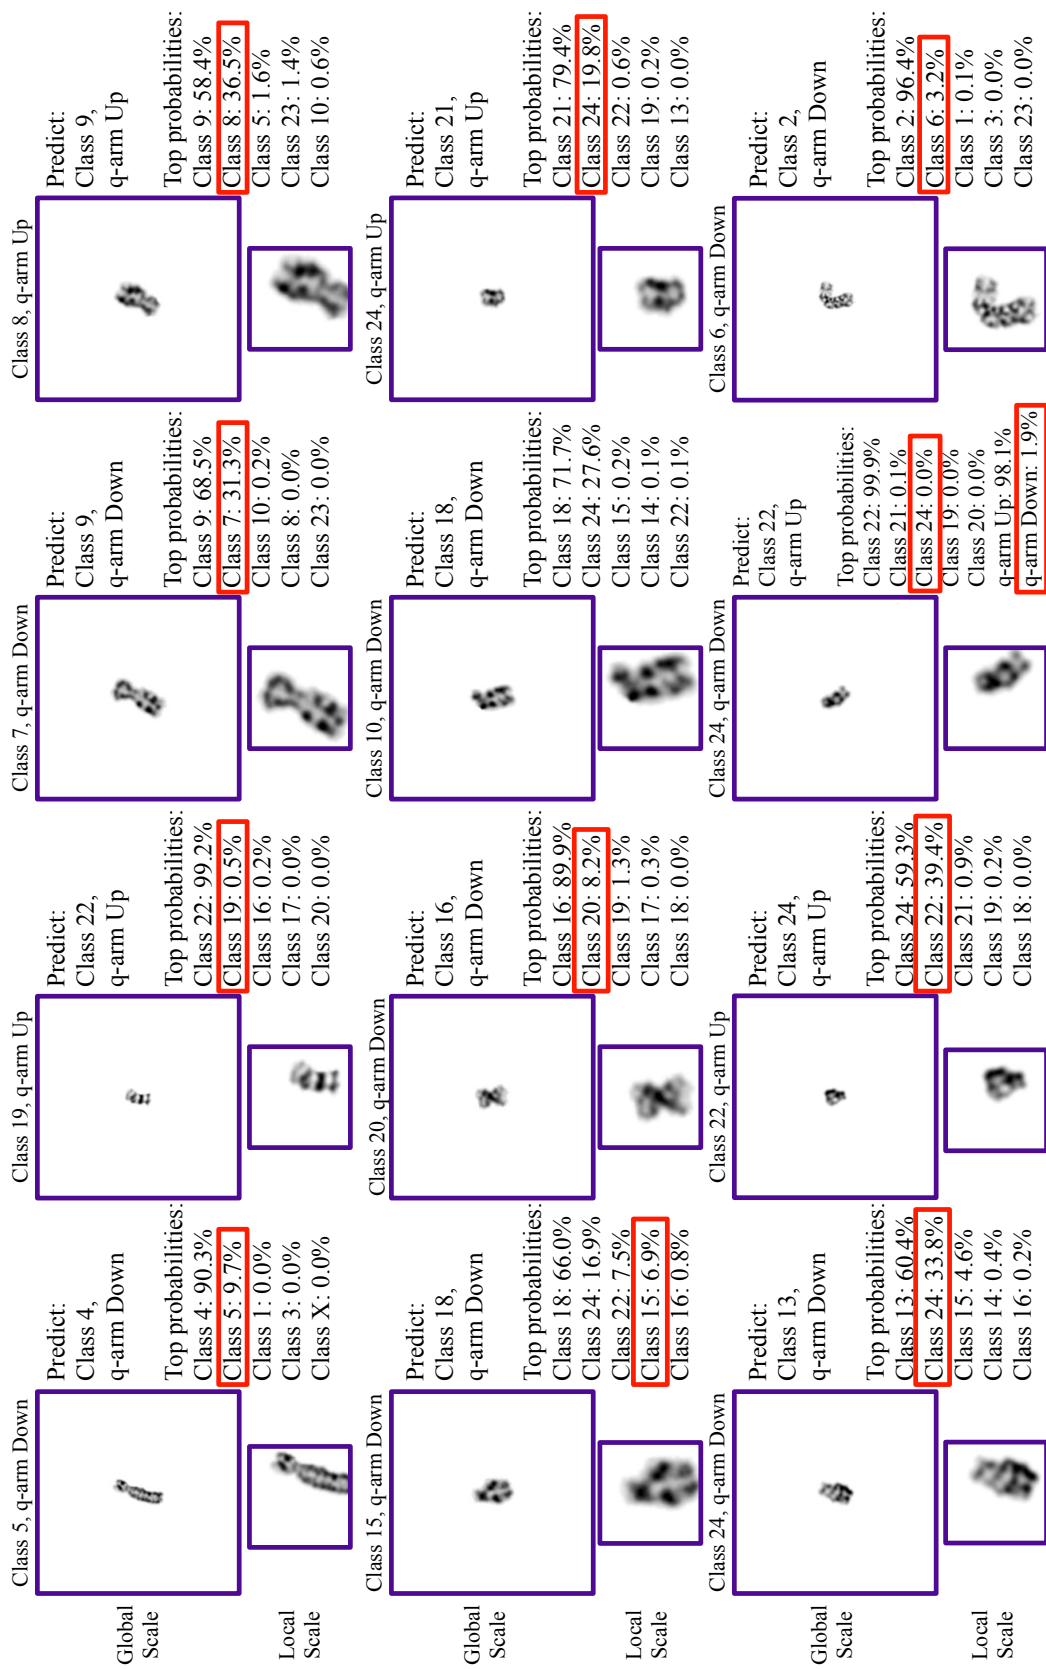 Class 5, q-arm Down
Global
Scale
Local
Scale
Predict:
Class 4,
q-arm Down
Top probabilities:
Class 4: 90.3%
Class 5: 9.7%
Class 1: 0.0%
Class 3: 0.0%
Class X: 0.0%
Class 19, q-arm Up
Predict:
Class 22,
q-arm Up
Top probabilities:
Class 22: 99.2%
Class 19: 0.5%
Class 16: 0.2%
Class 17: 0.0%
Class 20: 0.0%
Class 7, q-arm Down
Predict:
Class 9,
q-arm Down
Top probabilities:
Class 9: 68.5%
Class 7: 31.3%
Class 10: 0.2%
Class 8: 0.0%
Class 23: 0.0%
Class 8, q-arm Up
Predict:
Class 9,
q-arm Up
Top probabilities:
Class 9: 58.4%
Class 8: 36.5%
Class 5: 1.6%
Class 23: 1.4%
Class 10: 0.6%
Class 15, q-arm Down
Global
Scale
Local
Scale
Predict:
Class 18,
q-arm Down
Top probabilities:
Class 18: 66.0%
Class 24: 16.9%
Class 22: 7.5%
Class 15: 6.9%
Class 16: 0.8%
Class 20, q-arm Down
Predict:
Class 16,
q-arm Down
Top probabilities:
Class 16: 89.9%
Class 20: 8.2%
Class 19: 1.3%
Class 17: 0.3%
Class 18: 0.0%
Class 10, q-arm Down
Predict:
Class 18,
q-arm Down
Top probabilities:
Class 18: 71.7%
Class 24: 27.6%
Class 15: 0.2%
Class 14: 0.1%
Class 22: 0.1%
Class 24, q-arm Up
Predict:
Class 21,
q-arm Up
Top probabilities:
Class 21: 79.4%
Class 24: 19.8%
Class 22: 0.6%
Class 19: 0.2%
Class 13: 0.0%
Class 24, q-arm Down
Global
Scale
Local
Scale
Predict:
Class 13,
q-arm Down
Top probabilities:
Class 13: 60.4%
Class 24: 33.8%
Class 15: 4.6%
Class 14: 0.4%
Class 16: 0.2%
Class 22, q-arm Up
Predict:
Class 24,
q-arm Up
Top probabilities:
Class 24: 59.3%
Class 22: 39.4%
Class 21: 0.9%
Class 19: 0.2%
Class 18: 0.0%
Class 24, q-arm Down
Predict:
Class 22,
q-arm Up
Top probabilities:
Class 22: 99.9%
Class 21: 0.1%
Class 24: 0.0%
Class 19: 0.0%
Class 20: 0.0%
q-arm Up: 98.1%
q-arm Down: 1.9%
Class 6, q-arm Down
Predict:
Class 2,
q-arm Down
Top probabilities:
Class 2: 96.4%
Class 6: 3.2%
Class 1: 0.1%
Class 3: 0.0%
Class 23: 0.0%